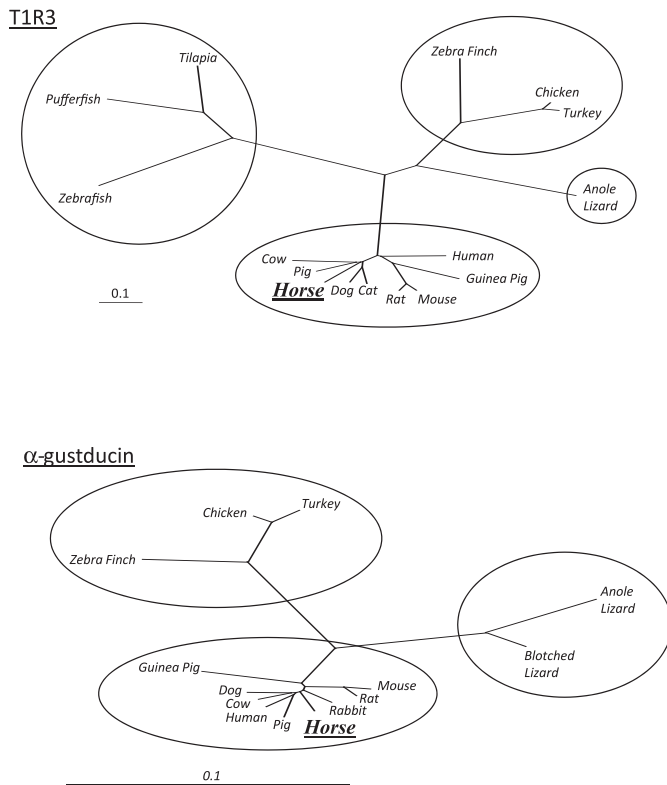 T1R3
Tilapia
Pufferfish
Zebrafish
Zebra Finch
Chicken
Turkey
Anole
Lizard
Cow
Pig
Horse
Dog Cat
Rat Mouse
Human
Guinea Pig
0.1
α-gustducin
Chicken
Turkey
Zebra Finch
Anole
Lizard
Blotched
Lizard
Guinea Pig
Dog
Cow
Human
Pig
Horse
Rabbit
Rat
Mouse
0.1